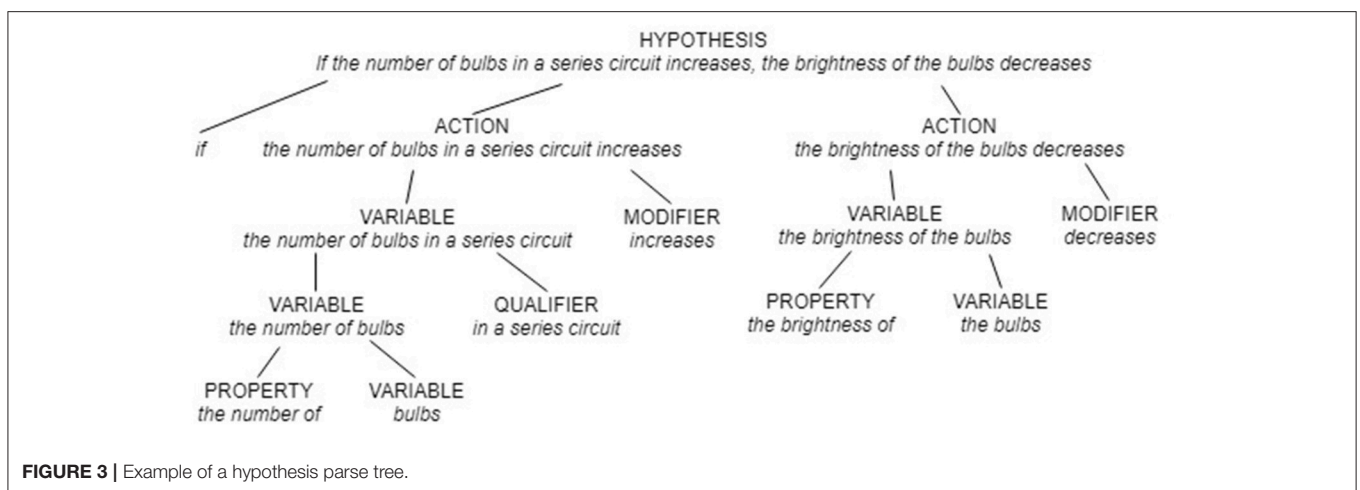 HYPOTHESIS
If the number of bulbs in a series circuit increases, the brightness of the bulbs decreases
ACTION ACTION
if the number of bulbs in a series circuit increases the brightness of the bulbs decreases
VARIABLE MODIFIER VARIABLE MODIFIER
the number of bulbs in a series circuit increases the brightness of the bulbs decreases
VARIABLE QUALIFIER PROPERTY VARIABLE
the number of bulbs in a series circuit the brightness of the bulbs
PROPERTY VARIABLE
the number of bulbs
FIGURE 3 | Example of a hypothesis parse tree.